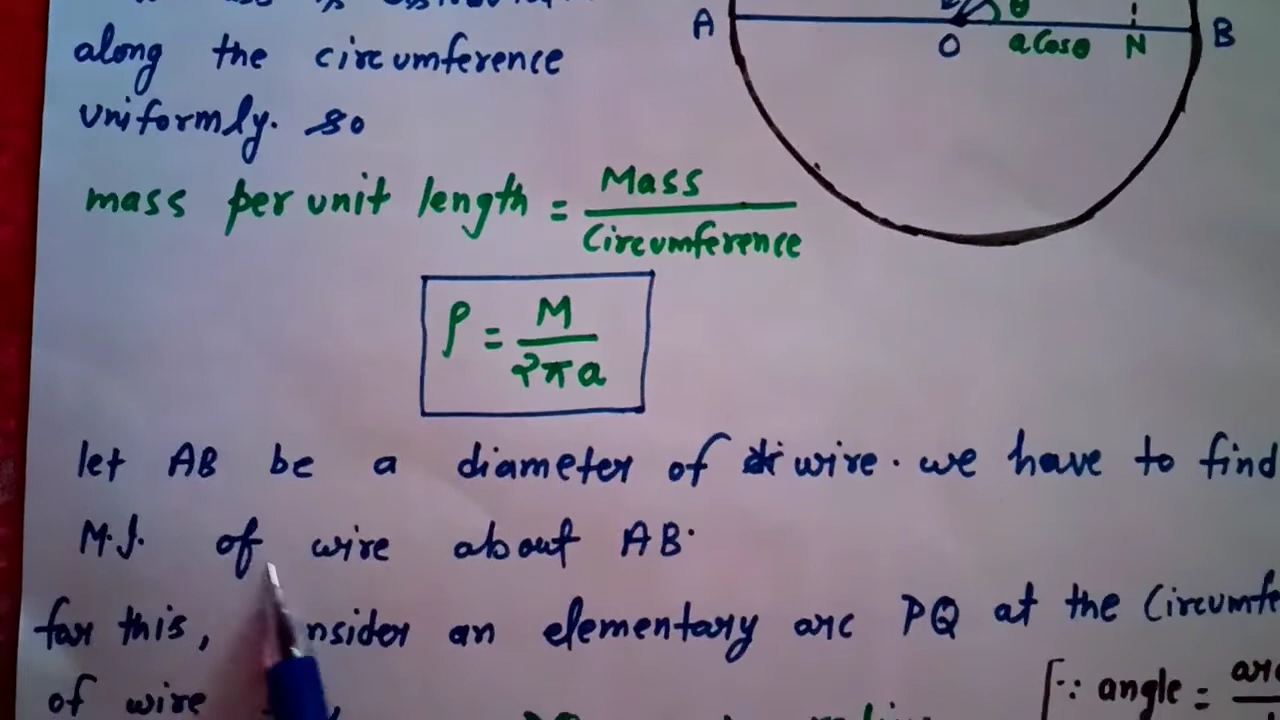 along the circumference
uniformly. so
mass per unit length = Mass / Circumference
ρ = M / 2πa
A
O
θ
a Cosθ
N
B
let AB be a diameter of wire. we have to find
M.I. of wire about AB.
for this, nsider an elementary arc PQ at the Circumfe
of wire
[∵ angle = arc